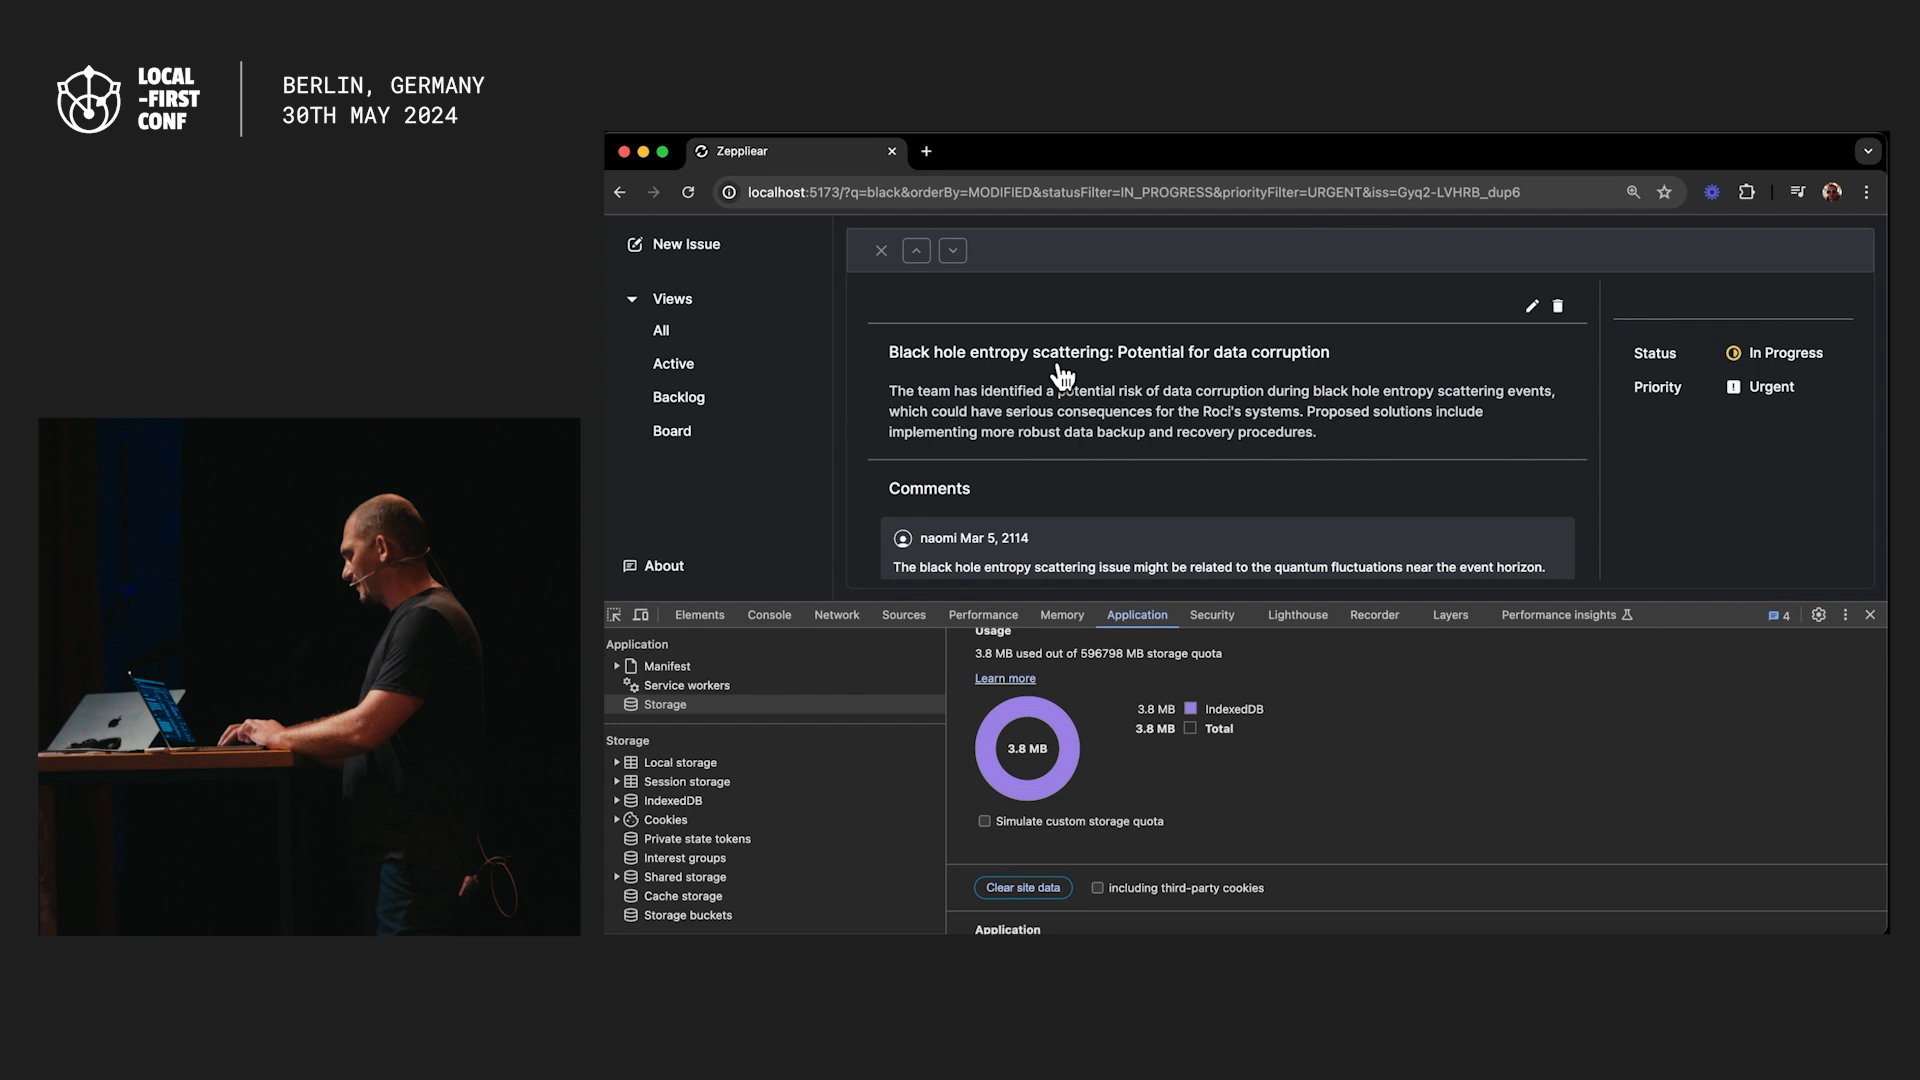 LOCAL
-FIRST
CONF
BERLIN, GERMANY
30TH MAY 2024
Zeppliear
localhost:5173/?q=black&orderBy=MODIFIED&statusFilter=IN_PROGRESS&priorityFilter=URGENT&iss=Gyq2-LVHRB_dup6
New Issue
Views
All
Active
Backlog
Board
About
Black hole entropy scattering: Potential for data corruption
The team has identified a potential risk of data corruption during black hole entropy scattering events,
which could have serious consequences for the Roci's systems. Proposed solutions include
implementing more robust data backup and recovery procedures.
Status In Progress
Priority Urgent
Comments
naomi Mar 5, 2114
The black hole entropy scattering issue might be related to the quantum fluctuations near the event horizon.
Elements Console Network Sources Performance Memory Application Security Lighthouse Recorder Layers Performance insights 4
Application
Manifest
Service workers
Storage
Storage
Local storage
Session storage
IndexedDB
Cookies
Private state tokens
Interest groups
Shared storage
Cache storage
Storage buckets
Usage
3.8 MB used out of 596798 MB storage quota
Learn more
3.8 MB
3.8 MB IndexedDB
3.8 MB Total
Simulate custom storage quota
Clear site data including third-party cookies
Application